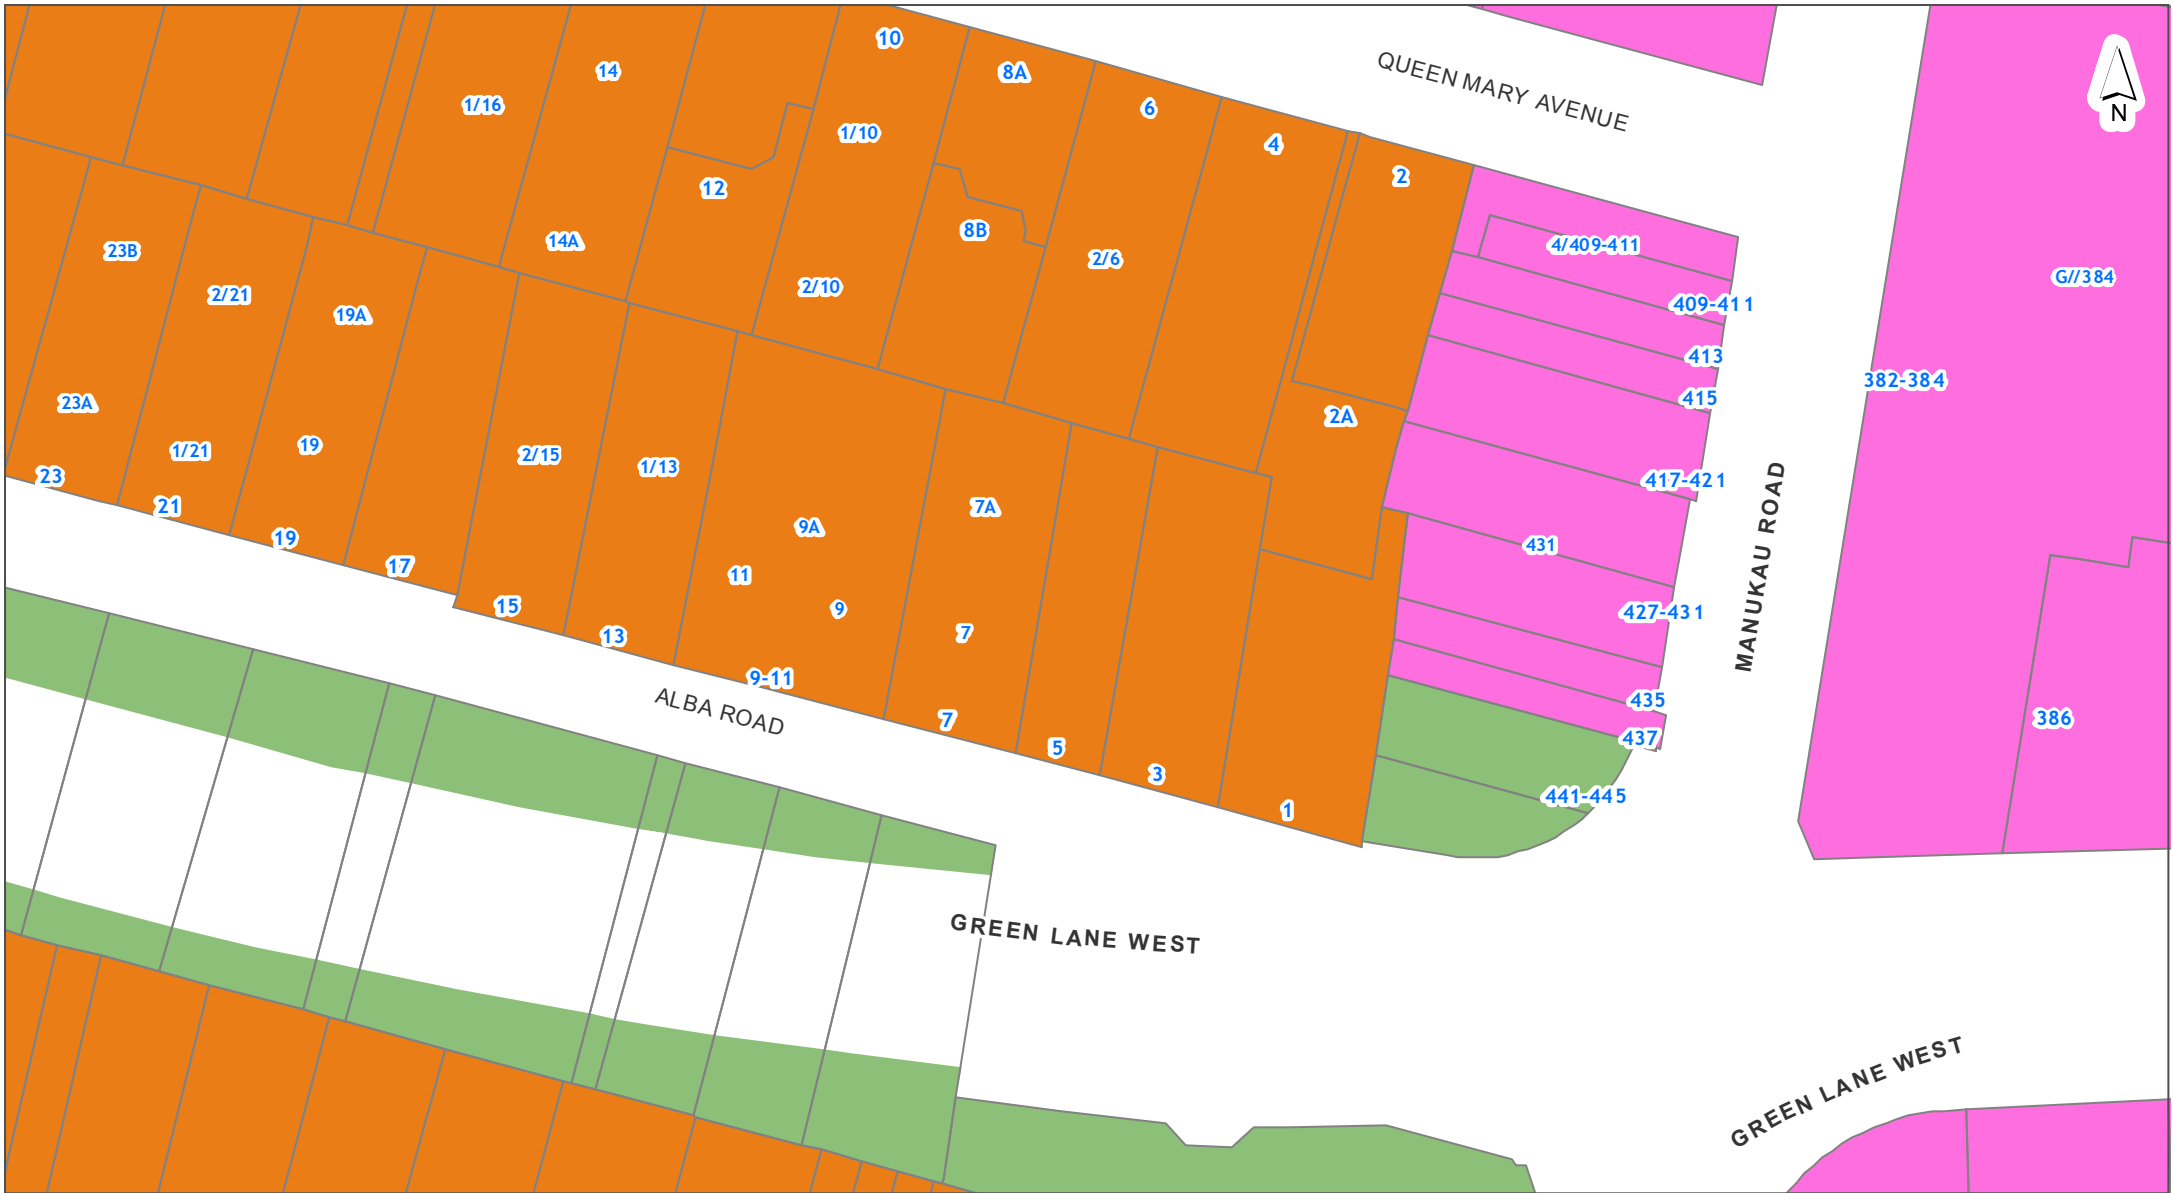 10
14
8A
QUEEN MARY AVENUE
1/16
6
N
1/10
4
2
12
8B
14A
4/409-411
23B
2/6
G//384
2/21
2/10
409-411
19A
413
382-384
23A
415
2A
19
1/21
2/15
1/13
23
417-421
21
7A
MANUKAU ROAD
9A
19
431
17
11
15
9
427-431
13
7
9-11
435
ALBA ROAD
7
386
437
5
3
441-445
1
GREEN LANE WEST
GREEN LANE WEST